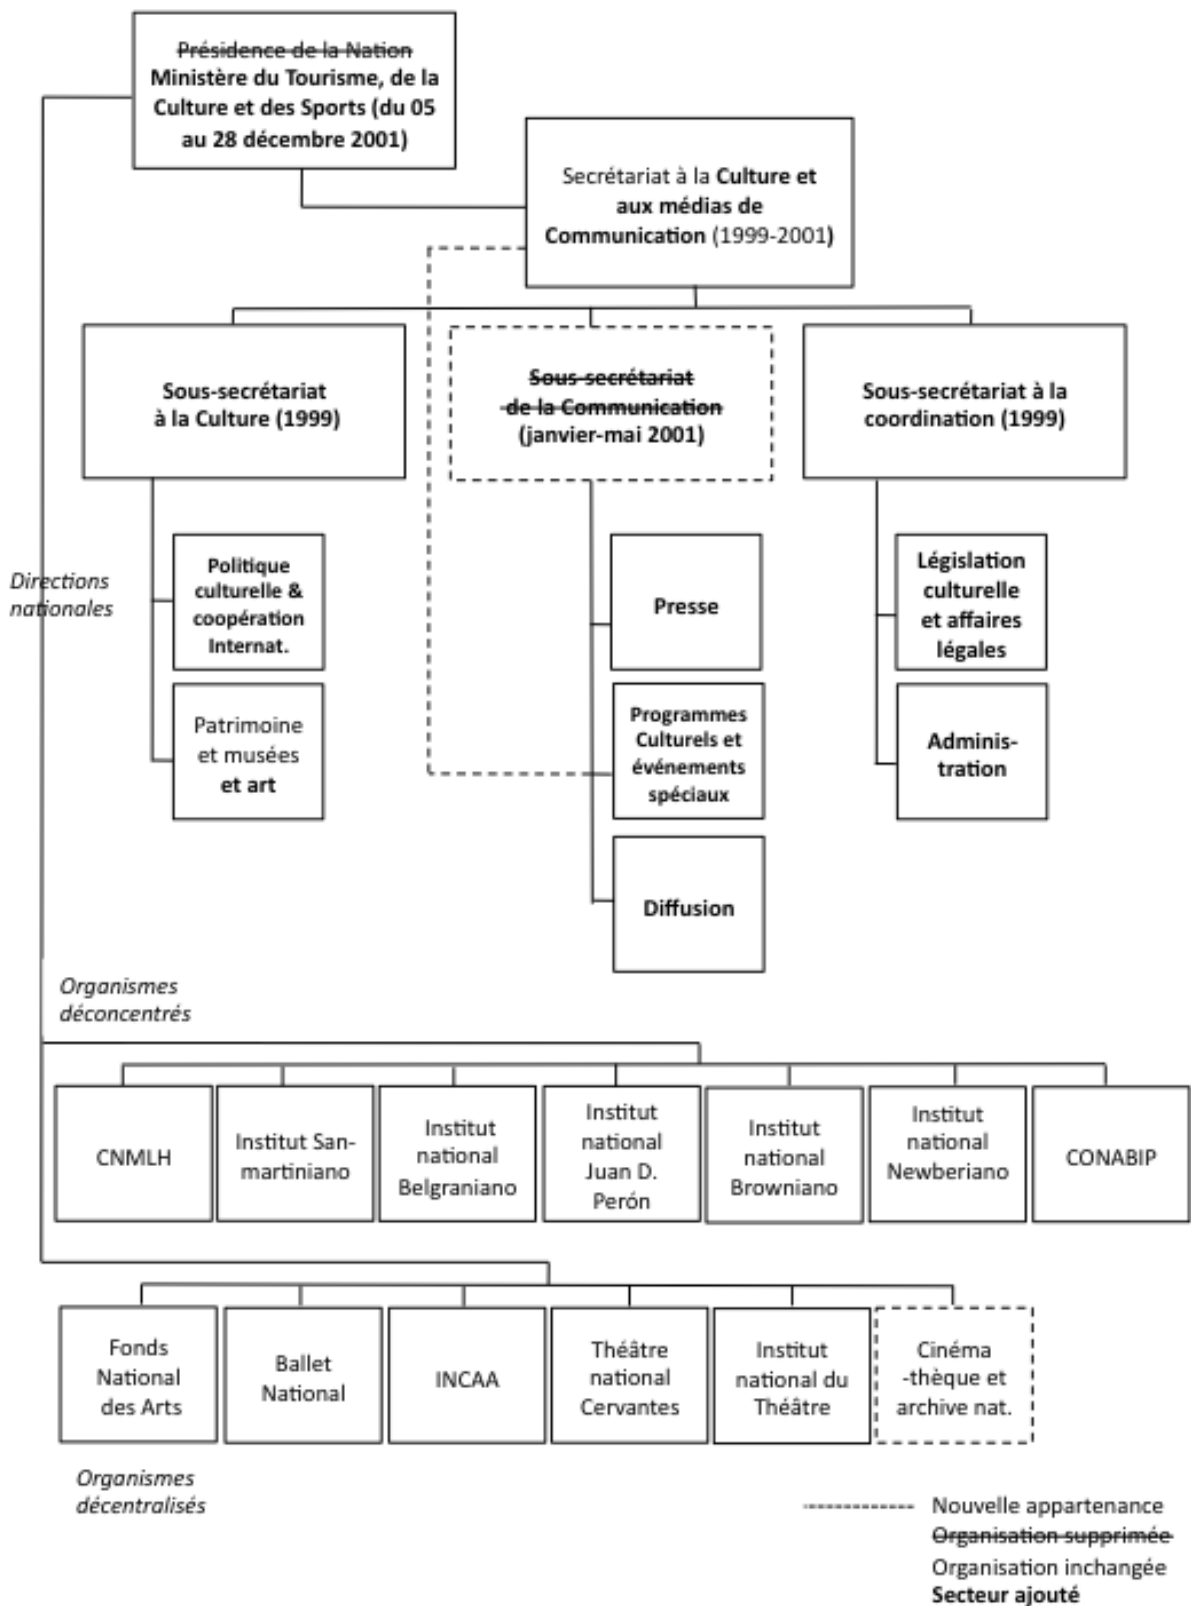 Présidence de la Nation
Ministère du Tourisme, de la
Culture et des Sports (du 05
au 28 décembre 2001)
Secrétariat à la Culture et
aux médias de
Communication (1999-2001)
Sous-secrétariat
à la Culture (1999)
Sous-secrétariat
de la Communication
(janvier-mai 2001)
Sous-secrétariat à la
coordination (1999)
Directions
nationales
Politique
culturelle &
coopération
Internat.
Patrimoine
et musées
et art
Presse
Programmes
Culturels et
événements
spéciaux
Diffusion
Législation
culturelle
et affaires
légales
Adminis-
tration
Organismes
déconcentrés
CNMLH
Institut San-
martiniano
Institut
national
Belgraniano
Institut
national
Juan D.
Perón
Institut
national
Browniano
Institut
national
Newberiano
CONABIP
Fonds
National
des Arts
Ballet
National
INCAA
Théâtre
national
Cervantes
Institut
national du
Théâtre
Cinéma
-thèque et
archive nat.
Organismes
décentralisés
Nouvelle appartenance
Organisation supprimée
Organisation inchangée
Secteur ajouté